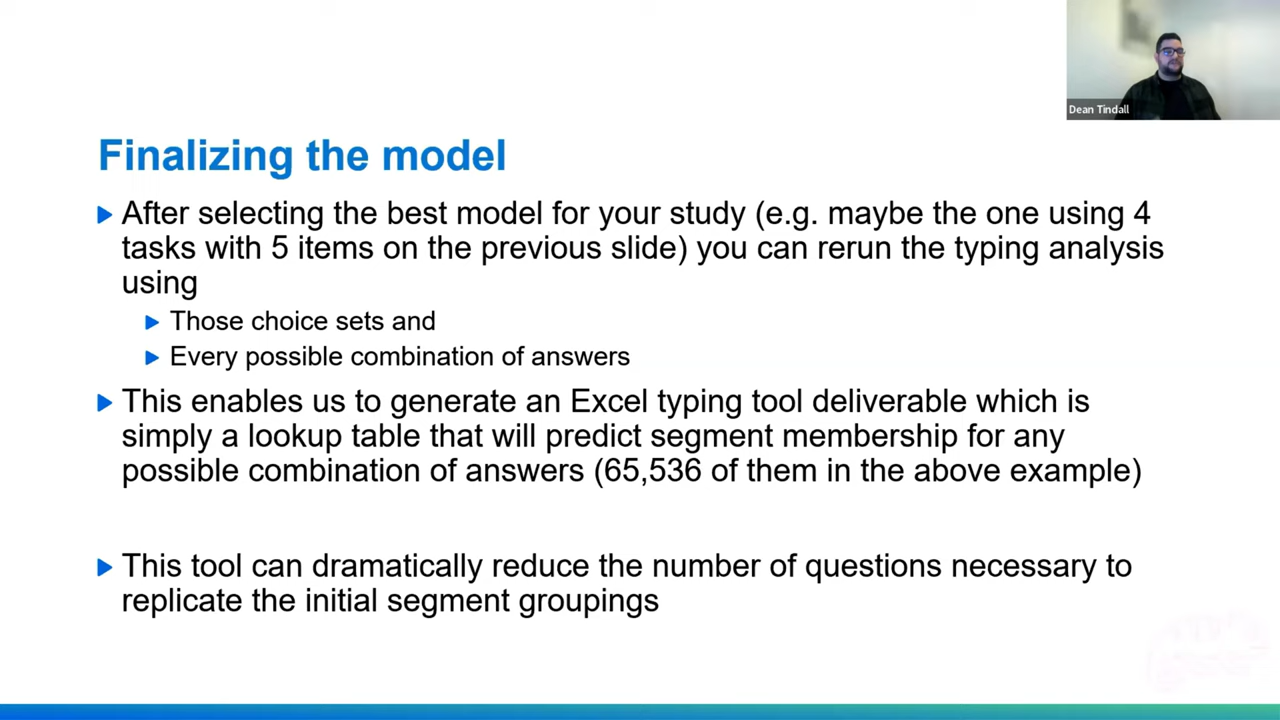 Dean Tindall
Finalizing the model
After selecting the best model for your study (e.g. maybe the one using 4
tasks with 5 items on the previous slide) you can rerun the typing analysis
using
Those choice sets and
Every possible combination of answers
This enables us to generate an Excel typing tool deliverable which is
simply a lookup table that will predict segment membership for any
possible combination of answers (65,536 of them in the above example)
This tool can dramatically reduce the number of questions necessary to
replicate the initial segment groupings